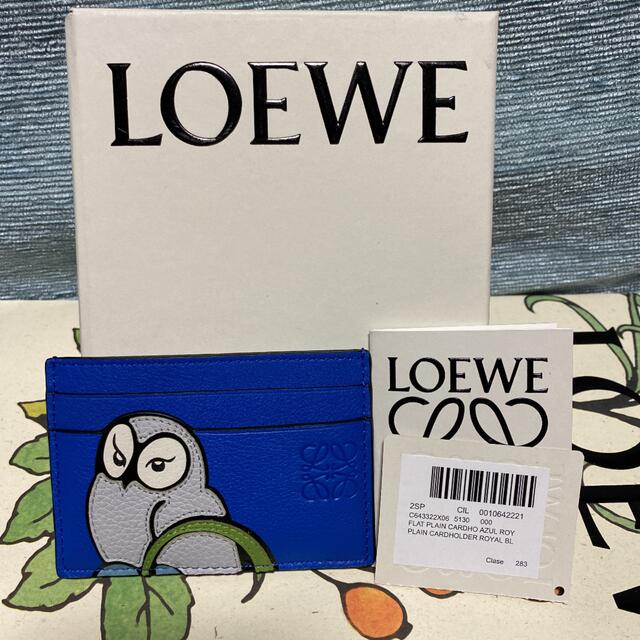 LOEWE
LOEWE
2SP CIL 0010642221
C643322X06 5130 000
FLAT PLAIN CARDHO AZUL ROY
PLAIN CARDHOLDER ROYAL BL
Clase 283